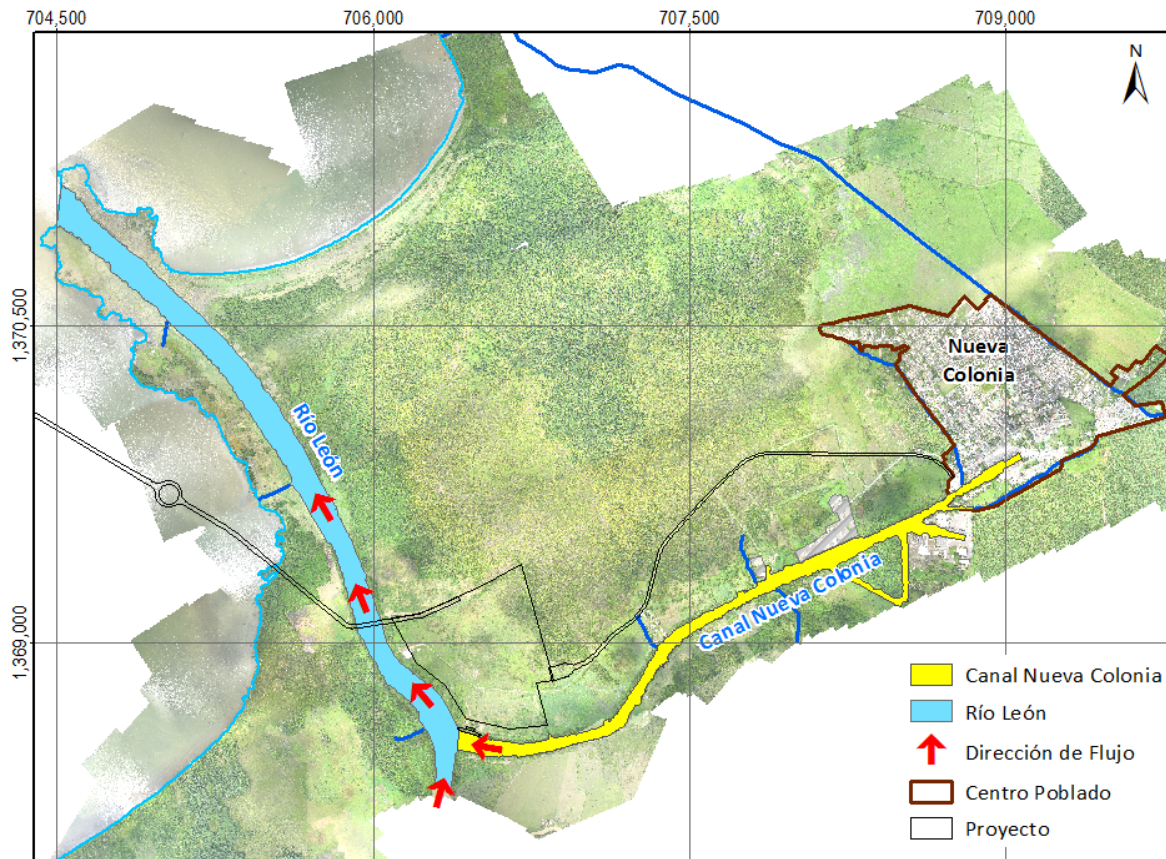 704,500
706,000
707,500
709,000
N
1,370,500
1,369,000
Nueva
Colonia
Río León
Canal Nueva Colonia
Canal Nueva Colonia
Río León
Dirección de Flujo
Centro Poblado
Proyecto